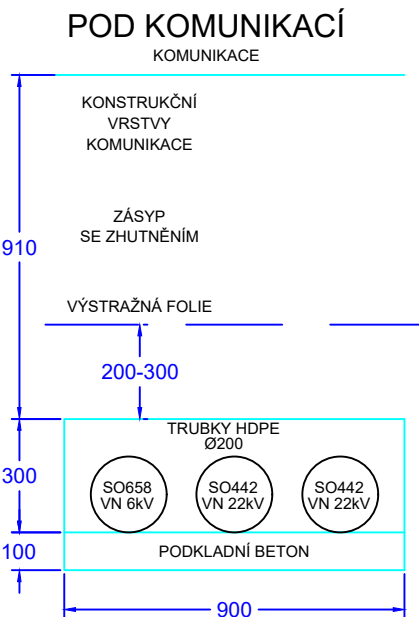 POD KOMUNIKACÍ
KOMUNIKACE
KONSTRUKČNÍ
VRSTVY
KOMUNIKACE
ZÁSYP
SE ZHUTNĚNÍM
910
VÝSTRAŽNÁ FOLIE
200-300
TRUBKY HDPE
Ø200
300
SO658
VN 6kV
SO442
VN 22kV
SO442
VN 22kV
100
PODKLADNÍ BETON
900